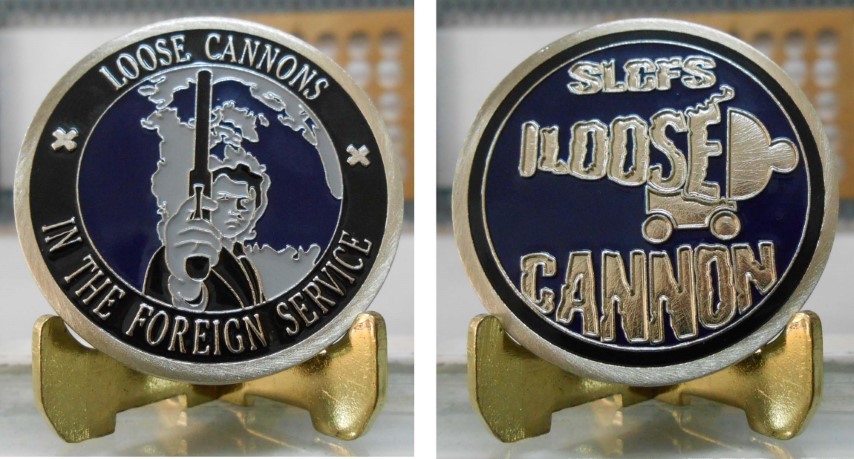 LOOSE CANNONS
IN THE FOREIGN SERVICE
SLCFS
LOOSE
CANNON